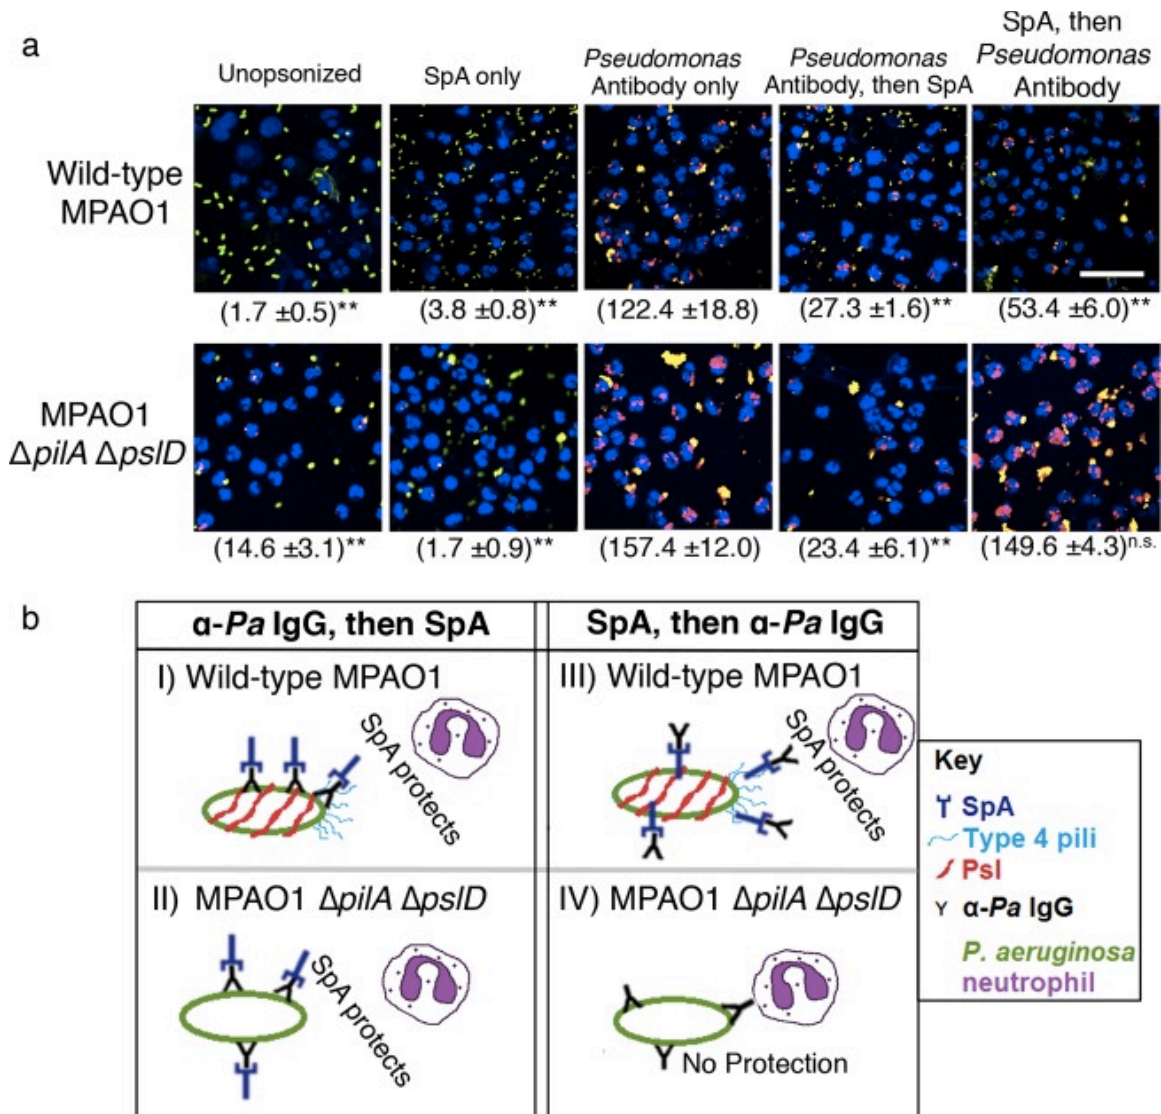 a
Unopsonized
SpA only
Pseudomonas
Antibody only
Pseudomonas
Antibody, then SpA
SpA, then
Pseudomonas
Antibody
Wild-type
MPAO1
(1.7 ±0.5)**
(3.8 ±0.8)**
(122.4 ±18.8)
(27.3 ±1.6)**
(53.4 ±6.0)**
MPAO1
ΔpilA ΔpslD
(14.6 ±3.1)**
(1.7 ±0.9)**
(157.4 ±12.0)
(23.4 ±6.1)**
(149.6 ±4.3)n.s.
b
α-Pa IgG, then SpA
SpA, then α-Pa IgG
I) Wild-type MPAO1
SpA protects
III) Wild-type MPAO1
SpA protects
II) MPAO1 ΔpilA ΔpslD
SpA protects
IV) MPAO1 ΔpilA ΔpslD
No Protection
Key
SpA
Type 4 pili
Psl
α-Pa IgG
P. aeruginosa
neutrophil